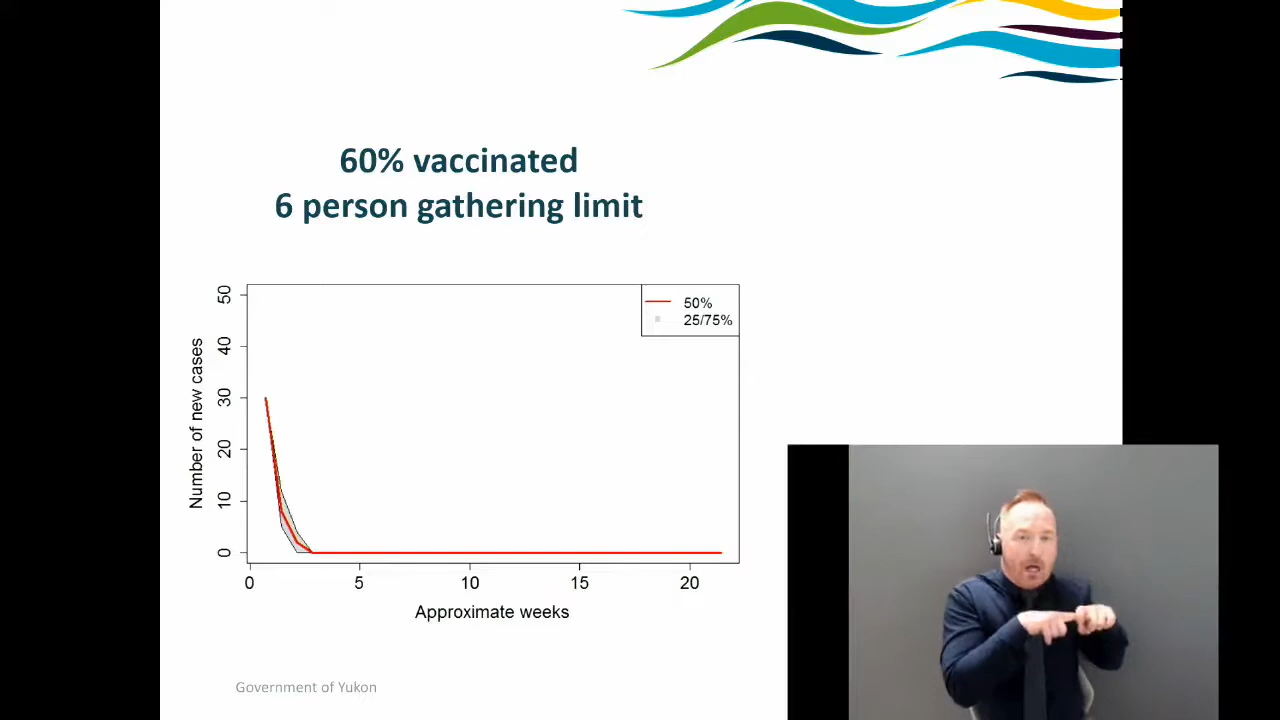 60% vaccinated
6 person gathering limit
50%
25/75%
Number of new cases
50
40
30
20
10
0
0 5 10 15 20
Approximate weeks
Government of Yukon